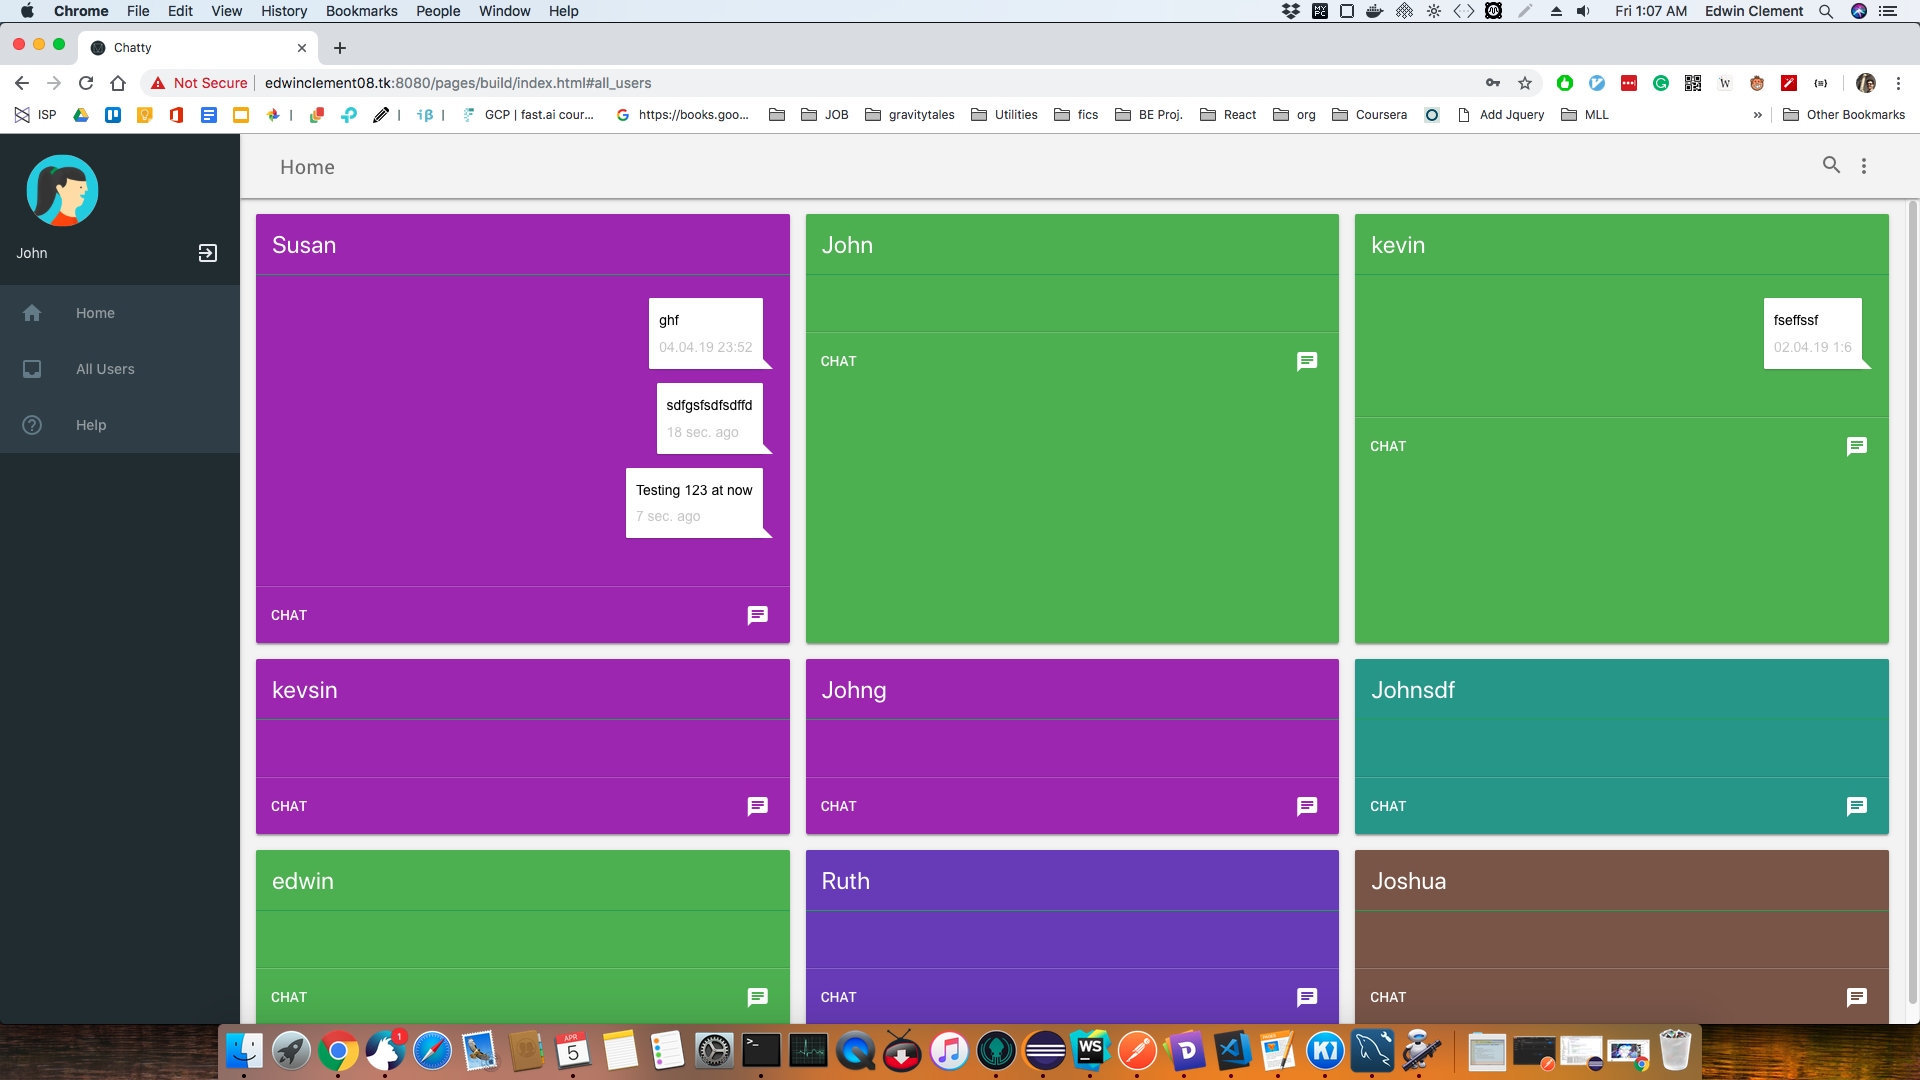 Chrome File Edit View History Bookmarks People Window Help Fri 1:07 AM Edwin Clement
Chatty
Not Secure edwinclement08.tk:8080/pages/build/index.html#all_users
ISP GCP | fast.ai cour... https://books.goo... JOB gravitytales Utilities fics BE Proj. React org Coursera Add Jquery MLL » Other Bookmarks
Home
John
Home
All Users
Help
Susan
ghf
04.04.19 23:52
sdfgsfsdfsdffd
18 sec. ago
Testing 123 at now
7 sec. ago
CHAT
John
CHAT
kevin
fseffssf
02.04.19 1:6
CHAT
kevsin
CHAT
Johng
CHAT
Johnsdf
CHAT
edwin
CHAT
Ruth
CHAT
Joshua
CHAT
1
APR
5
WS
K1